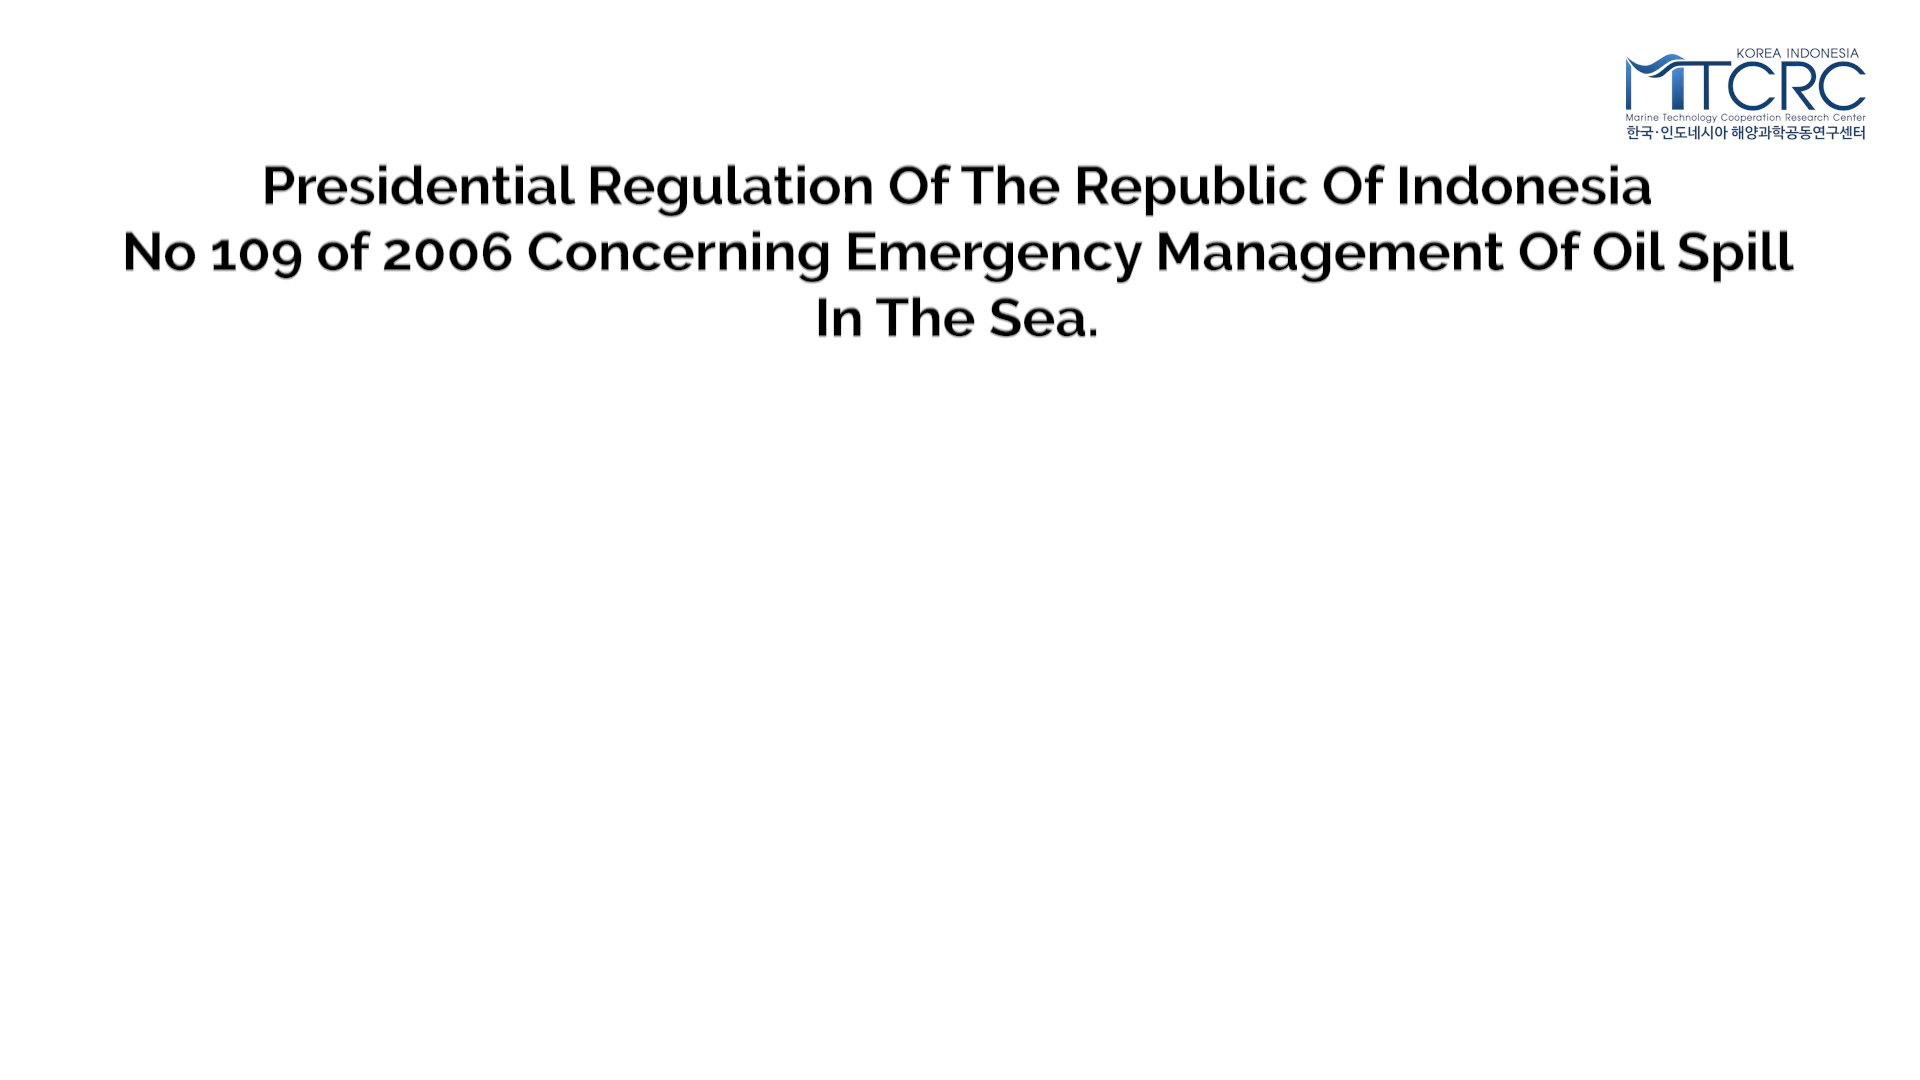 KOREA INDONESIA
MTCRC
Marine Technology Cooperation Research Center
한국·인도네시아 해양과학공동연구센터
Presidential Regulation Of The Republic Of Indonesia
No 109 of 2006 Concerning Emergency Management Of Oil Spill
In The Sea.